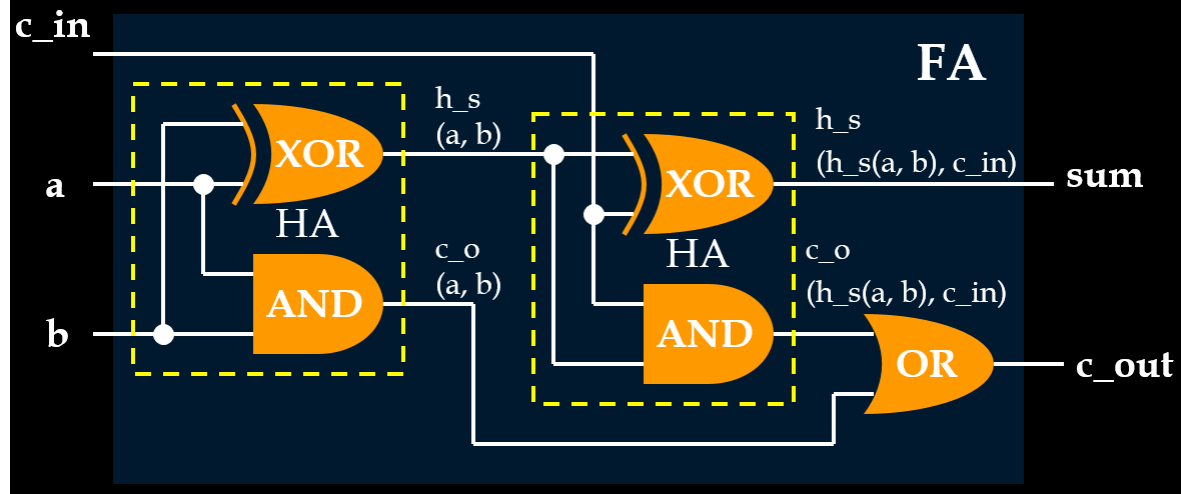 c_in
FA
h_s
(a, b)
h_s
(h_s(a, b), c_in)
XOR
XOR
a
sum
HA
HA
c_o
(a, b)
c_o
(h_s(a, b), c_in)
AND
AND
b
OR
c_out